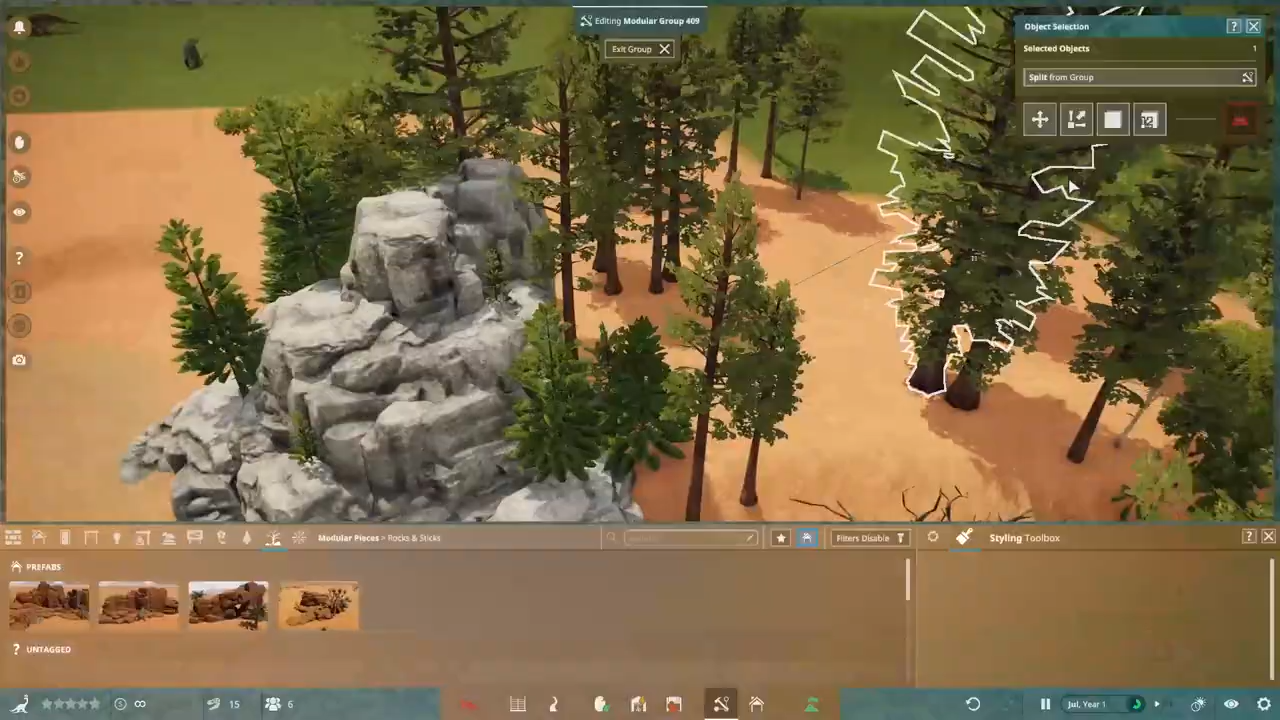 Editing Modular Group 409
Exit Group
Object Selection
?
Selected Objects 1
Split from Group
?
Modular Pieces > Rocks & Sticks
Filters Disable
Styling Toolbox
?
PREFABS
? UNTAGGED
∞
15
6
Jul, Year 1